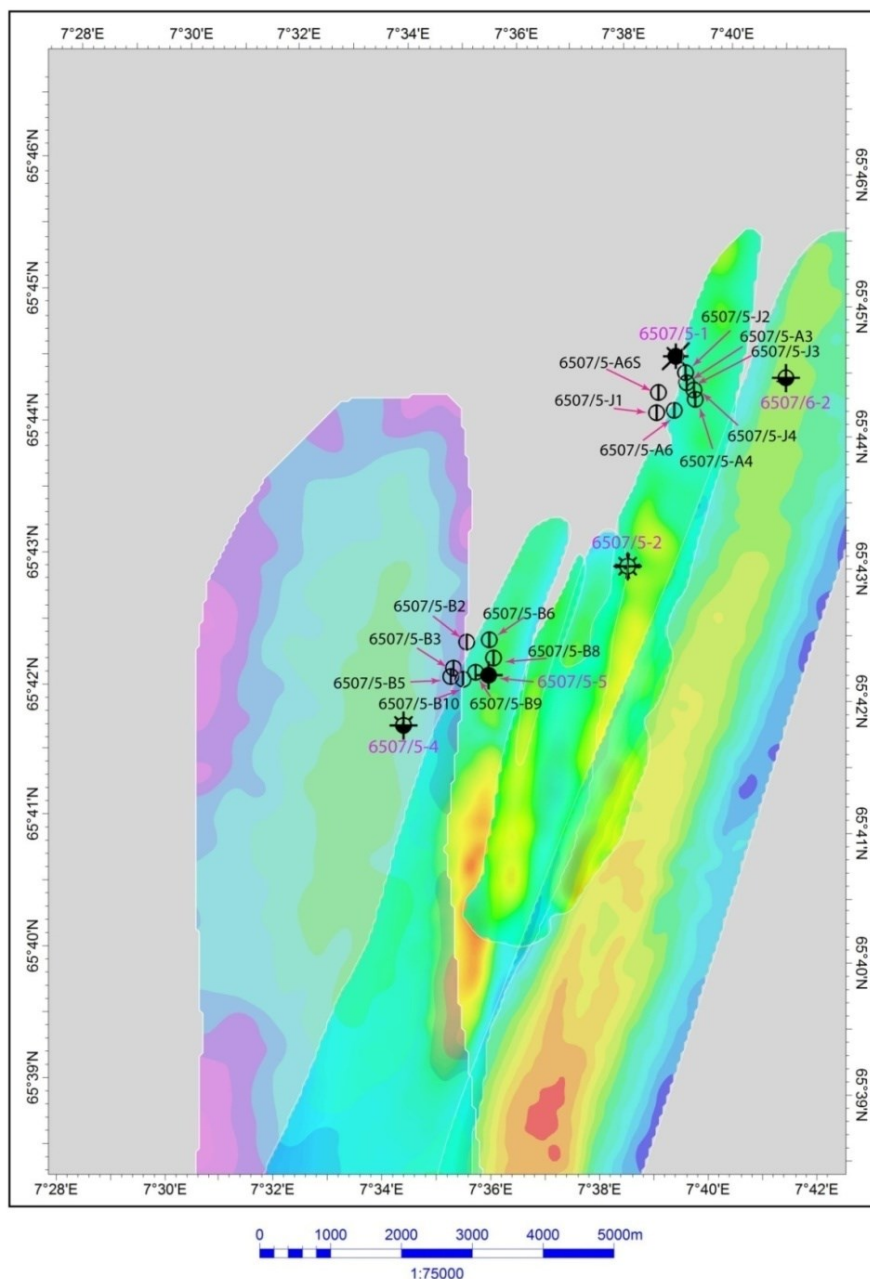 7°28'E 7°30'E 7°32'E 7°34'E 7°36'E 7°38'E 7°40'E
65°46'N
65°46'N
65°45'N
65°45'N
6507/5-J2
6507/5-1
6507/5-A3
6507/5-J3
6507/5-A6S
6507/5-J1
6507/6-2
6507/5-J4
6507/5-A6
6507/5-A4
65°44'N
65°44'N
65°43'N
65°43'N
6507/5-2
6507/5-B2
6507/5-B6
6507/5-B3
6507/5-B8
6507/5-B5
6507/5-5
6507/5-B10
6507/5-B9
65°42'N
65°42'N
6507/5-4
65°41'N
65°41'N
65°40'N
65°40'N
65°39'N
65°39'N
7°28'E 7°30'E 7°32'E 7°34'E 7°36'E 7°38'E 7°40'E 7°42'E
0 1000 2000 3000 4000 5000m
1:75000